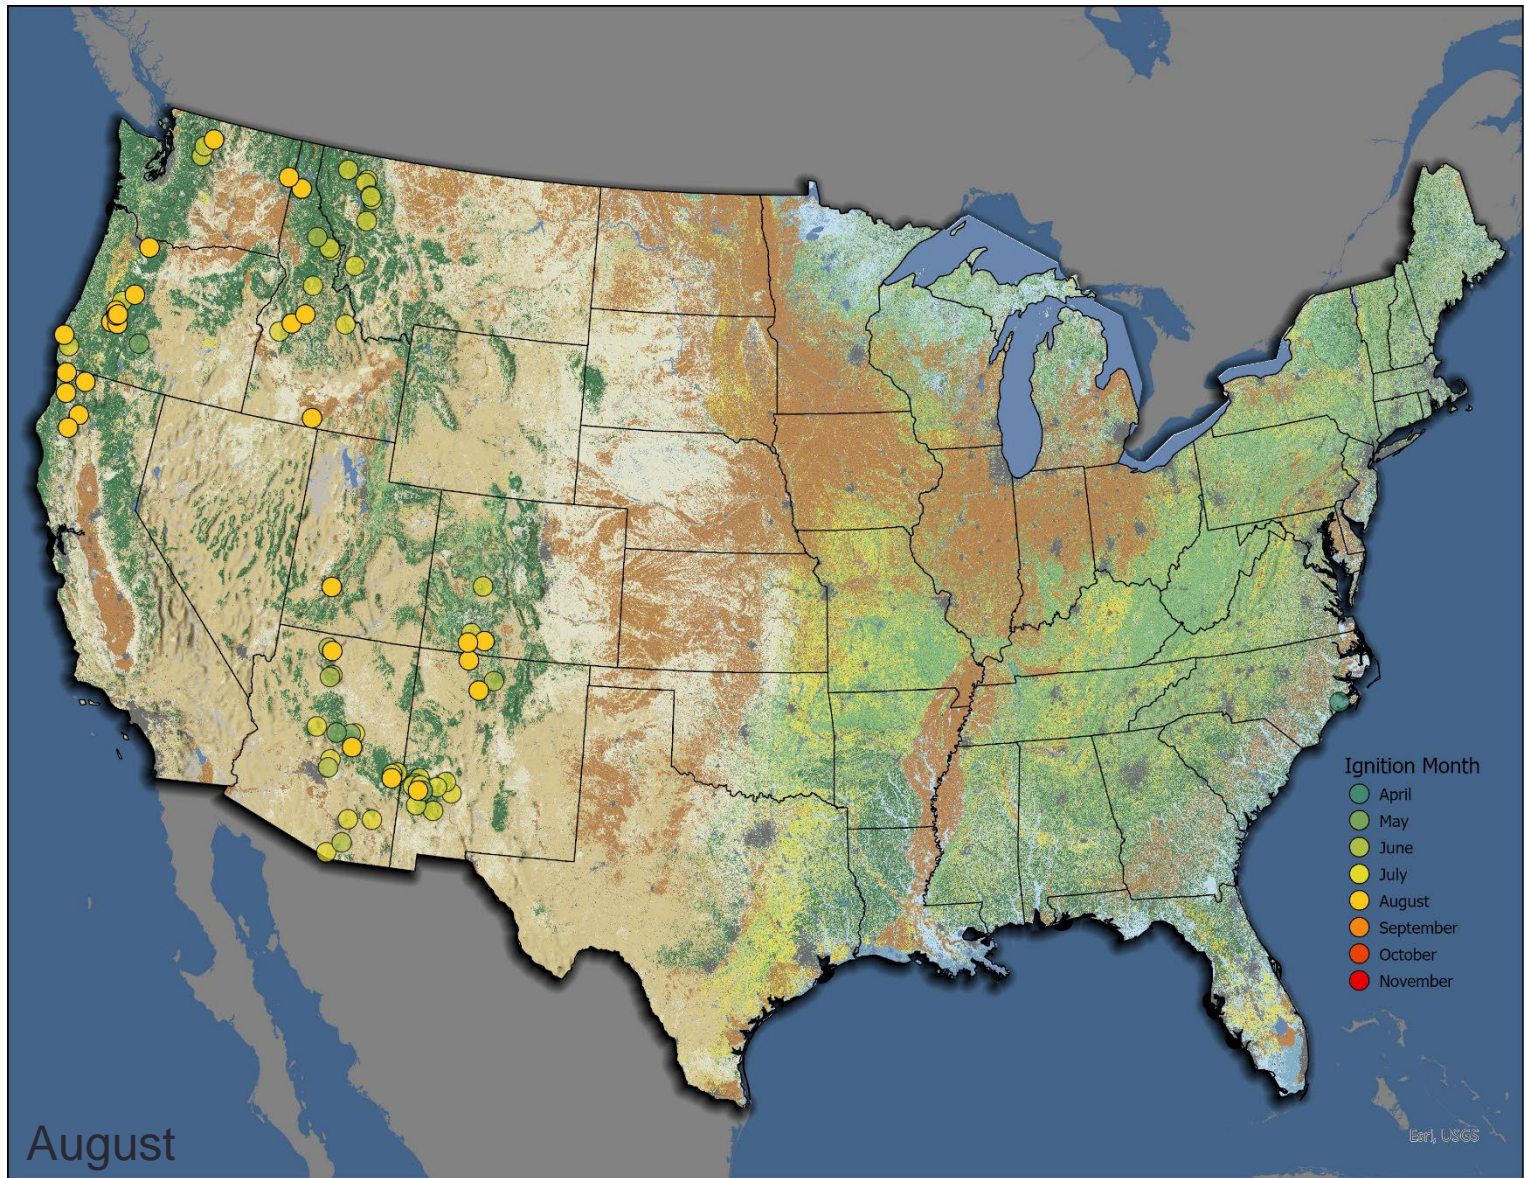 Ignition Month
April
May
June
July
August
September
October
November
Esri, USGS
August